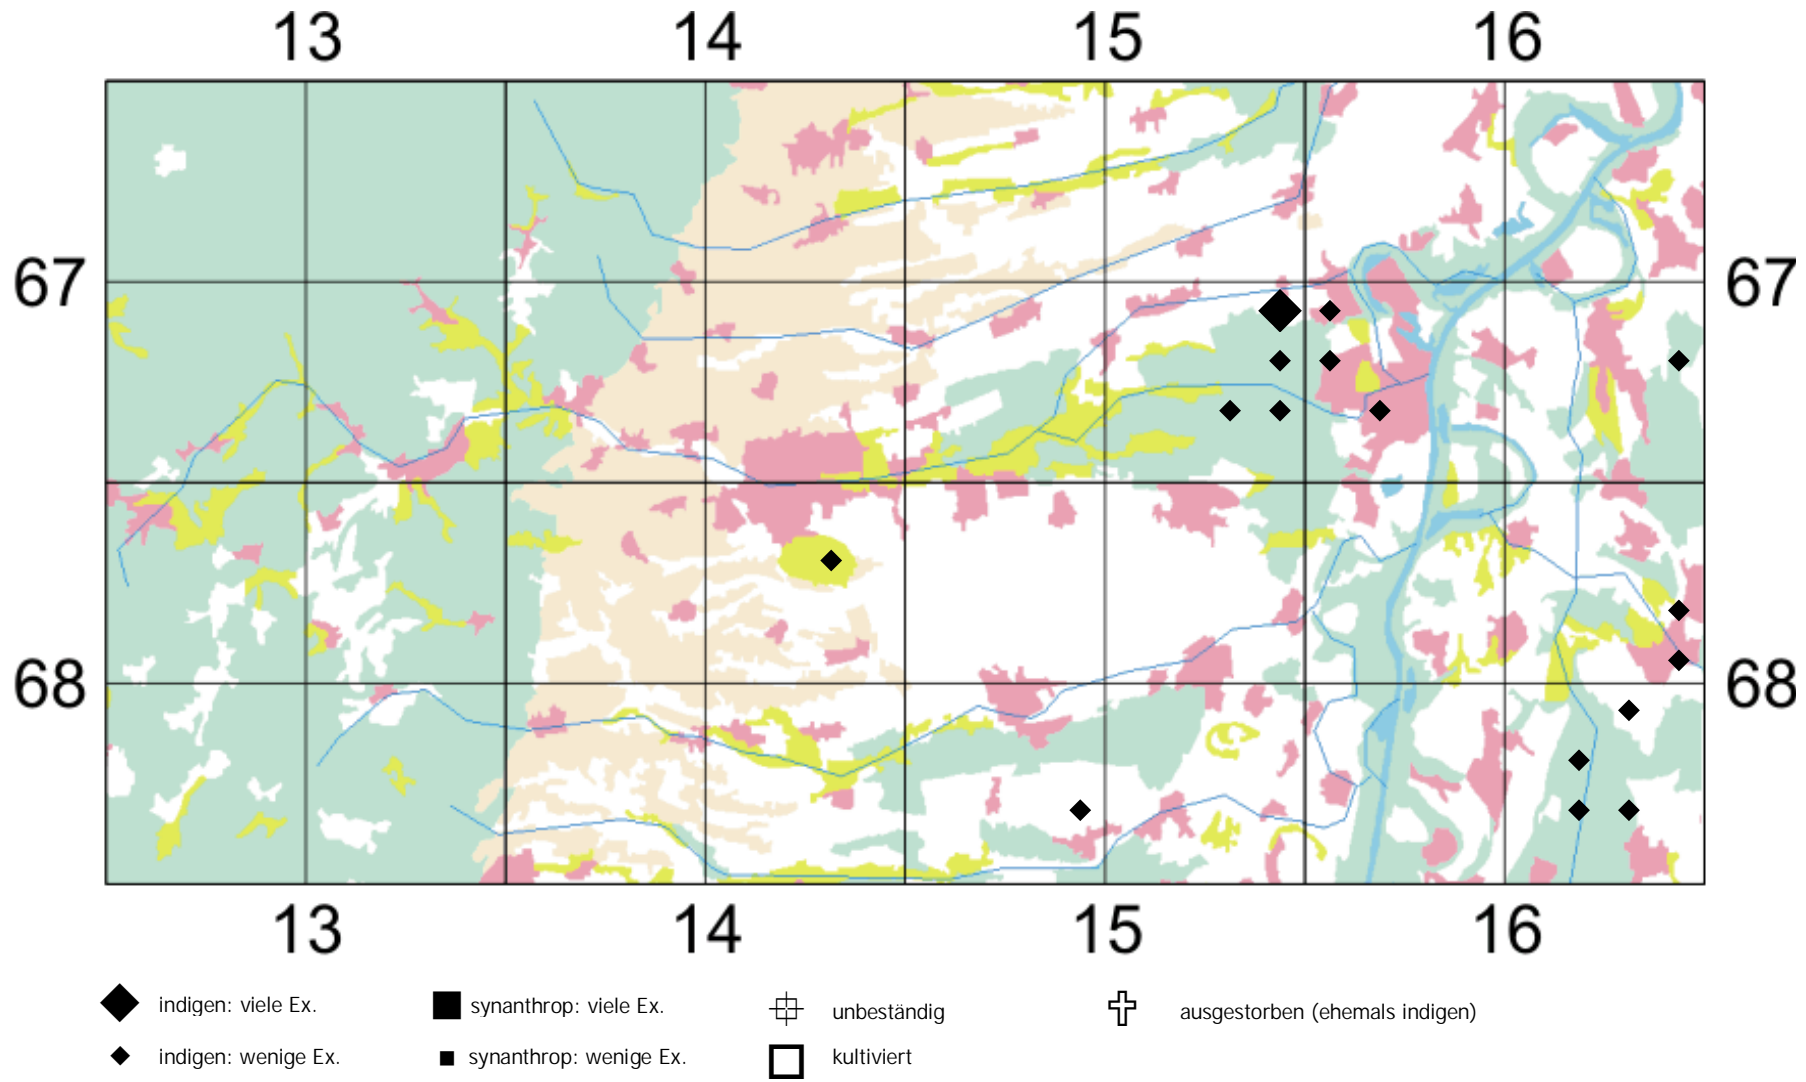 13 14 15 16
67 67
68 68
13 14 15 16
indigen: viele Ex. synanthrop: viele Ex. unbeständig ausgestorben (ehemals indigen)
indigen: wenige Ex. synanthrop: wenige Ex. kultiviert